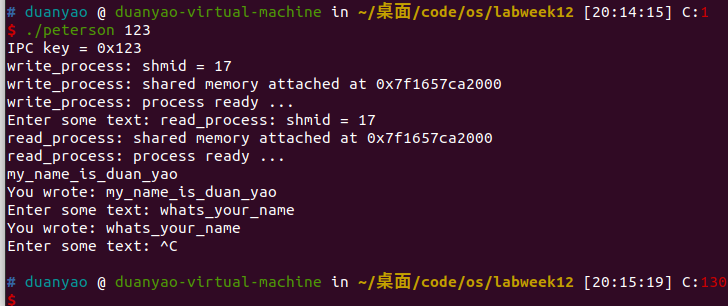 # duanyao @ duanyao-virtual-machine in ~/桌面/code/os/labweek12 [20:14:15] C:1
$ ./peterson 123
IPC key = 0x123
write_process: shmid = 17
write_process: shared memory attached at 0x7f1657ca2000
write_process: process ready ...
Enter some text: read_process: shmid = 17
read_process: shared memory attached at 0x7f1657ca2000
read_process: process ready ...
my_name_is_duan_yao
You wrote: my_name_is_duan_yao
Enter some text: whats_your_name
You wrote: whats_your_name
Enter some text: ^C
# duanyao @ duanyao-virtual-machine in ~/桌面/code/os/labweek12 [20:15:19] C:130
$